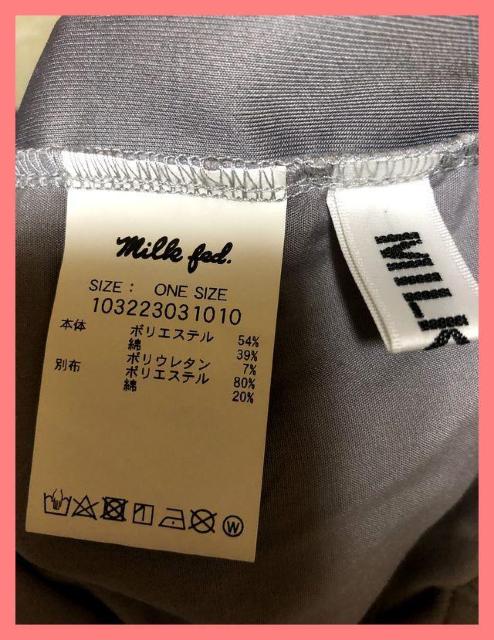 Milk fed.
SIZE: ONE SIZE
103223031010
本体 ポリエステル 54%
綿 39%
ポリウレタン 7%
別布 ポリエステル 80%
綿 20%
W
MILK